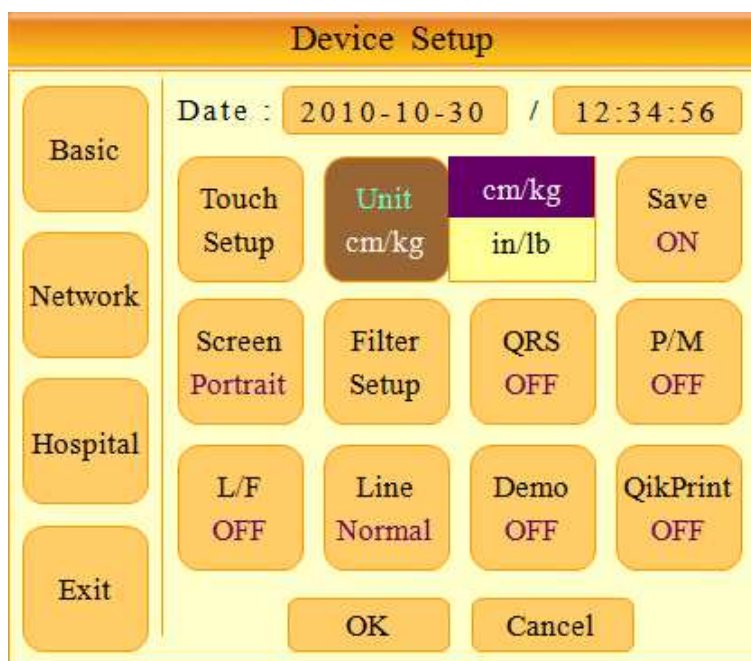 Device Setup
Date : 2010-10-30 / 12:34:56
Basic
Network
Hospital
Exit
Touch
Setup
Unit
cm/kg
cm/kg
in/lb
Save
ON
Screen
Portrait
Filter
Setup
QRS
OFF
P/M
OFF
L/F
OFF
Line
Normal
Demo
OFF
QikPrint
OFF
OK
Cancel